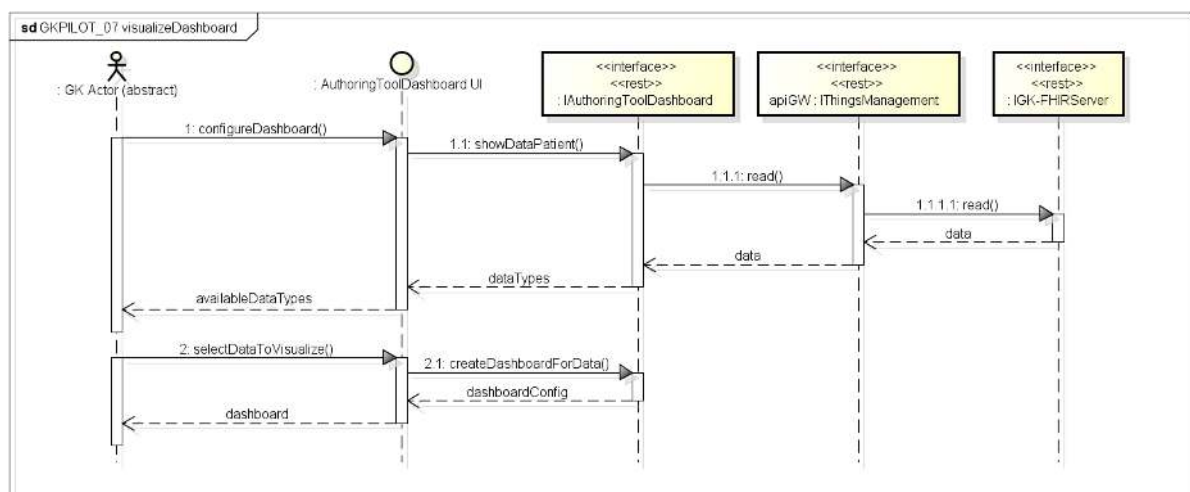 sd GKPILOT_07 visualizeDashboard
: GK Actor (abstract)
: AuthoringToolDashboard UI
<<interface>>
<<rest>>
: IAuthoringToolDashboard
<<interface>>
<<rest>>
apiGW : IThingsManagement
<<interface>>
<<rest>>
: IGK-FHIRServer
1: configureDashboard()
1.1: showDataPatient()
1.1.1: read()
1.1.1.1: read()
data
data
dataTypes
availableDataTypes
2: selectDataToVisualize()
2.1: createDashboardForData()
dashboardConfig
dashboard